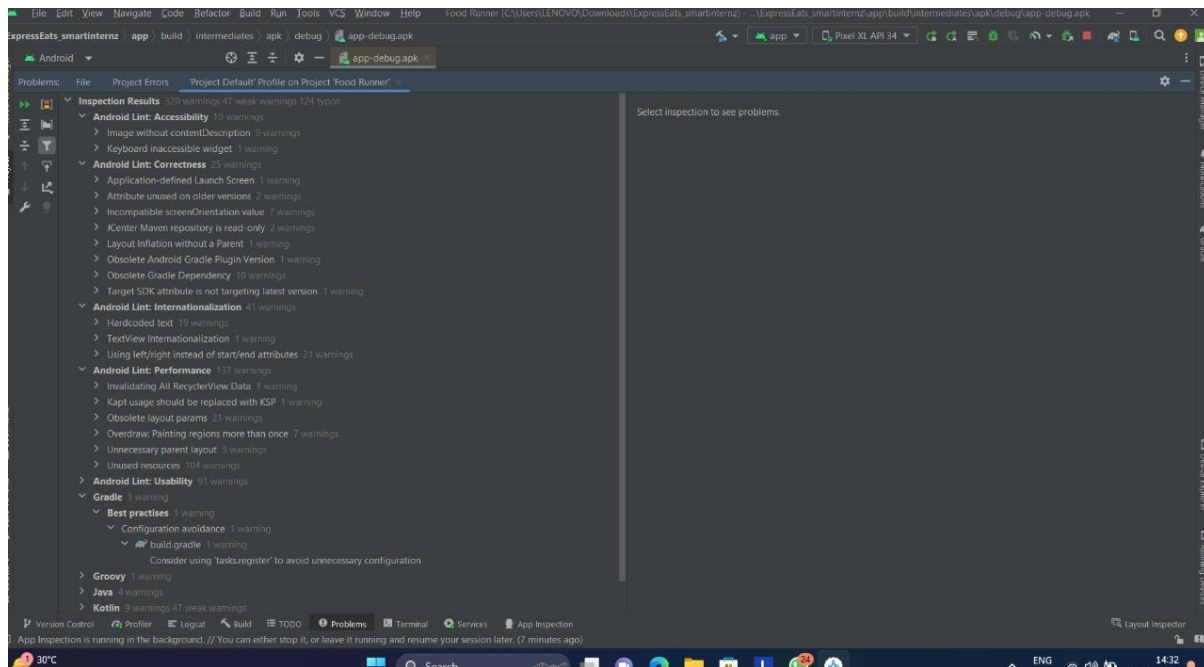 File Edit View Navigate Code Refactor Build Run Tools VCS Window Help Food Runner [C:\Users\LENOVO\Downloads\ExpressEats_smartinternz] - ...\ExpressEats_smartinternz\app\build\intermediates\apk\debug\app-debug.apk
ExpressEats_smartinternz app build intermediates apk debug app-debug.apk app Pixel XL API 34
Android app-debug.apk
Problems: File Project Errors 'Project Default' Profile on Project 'Food Runner'
Inspection Results 320 warnings 47 weak warnings 124 typos
Select inspection to see problems.
Android Lint: Accessibility 10 warnings
Image without contentDescription 9 warnings
Keyboard inaccessible widget 1 warning
Android Lint: Correctness 25 warnings
Application-defined Launch Screen 1 warning
Attribute unused on older versions 2 warnings
Incompatible screenOrientation value 7 warnings
JCenter Maven repository is read-only 2 warnings
Layout Inflation without a Parent 1 warning
Obsolete Android Gradle Plugin Version 1 warning
Obsolete Gradle Dependency 10 warnings
Target SDK attribute is not targeting latest version 1 warning
Android Lint: Internationalization 41 warnings
Hardcoded text 19 warnings
TextView Internationalization 1 warning
Using left/right instead of start/end attributes 21 warnings
Android Lint: Performance 137 warnings
Invalidating All RecyclerView Data 1 warning
Kapt usage should be replaced with KSP 1 warning
Obsolete layout params 21 warnings
Overdraw: Painting regions more than once 7 warnings
Unnecessary parent layout 3 warnings
Unused resources 104 warnings
Android Lint: Usability 91 warnings
Gradle 1 warning
Best practises 1 warning
Configuration avoidance 1 warning
build.gradle 1 warning
Consider using 'tasks.register' to avoid unnecessary configuration
Groovy 1 warning
Java 4 warnings
Kotlin 9 warnings 47 weak warnings
Version Control Profiler Logcat Build TODO Problems Terminal Services App Inspection Layout Inspector
App Inspection is running in the background. // You can either stop it, or leave it running and resume your session later. (7 minutes ago)
30°C Search 24 ENG 14:32